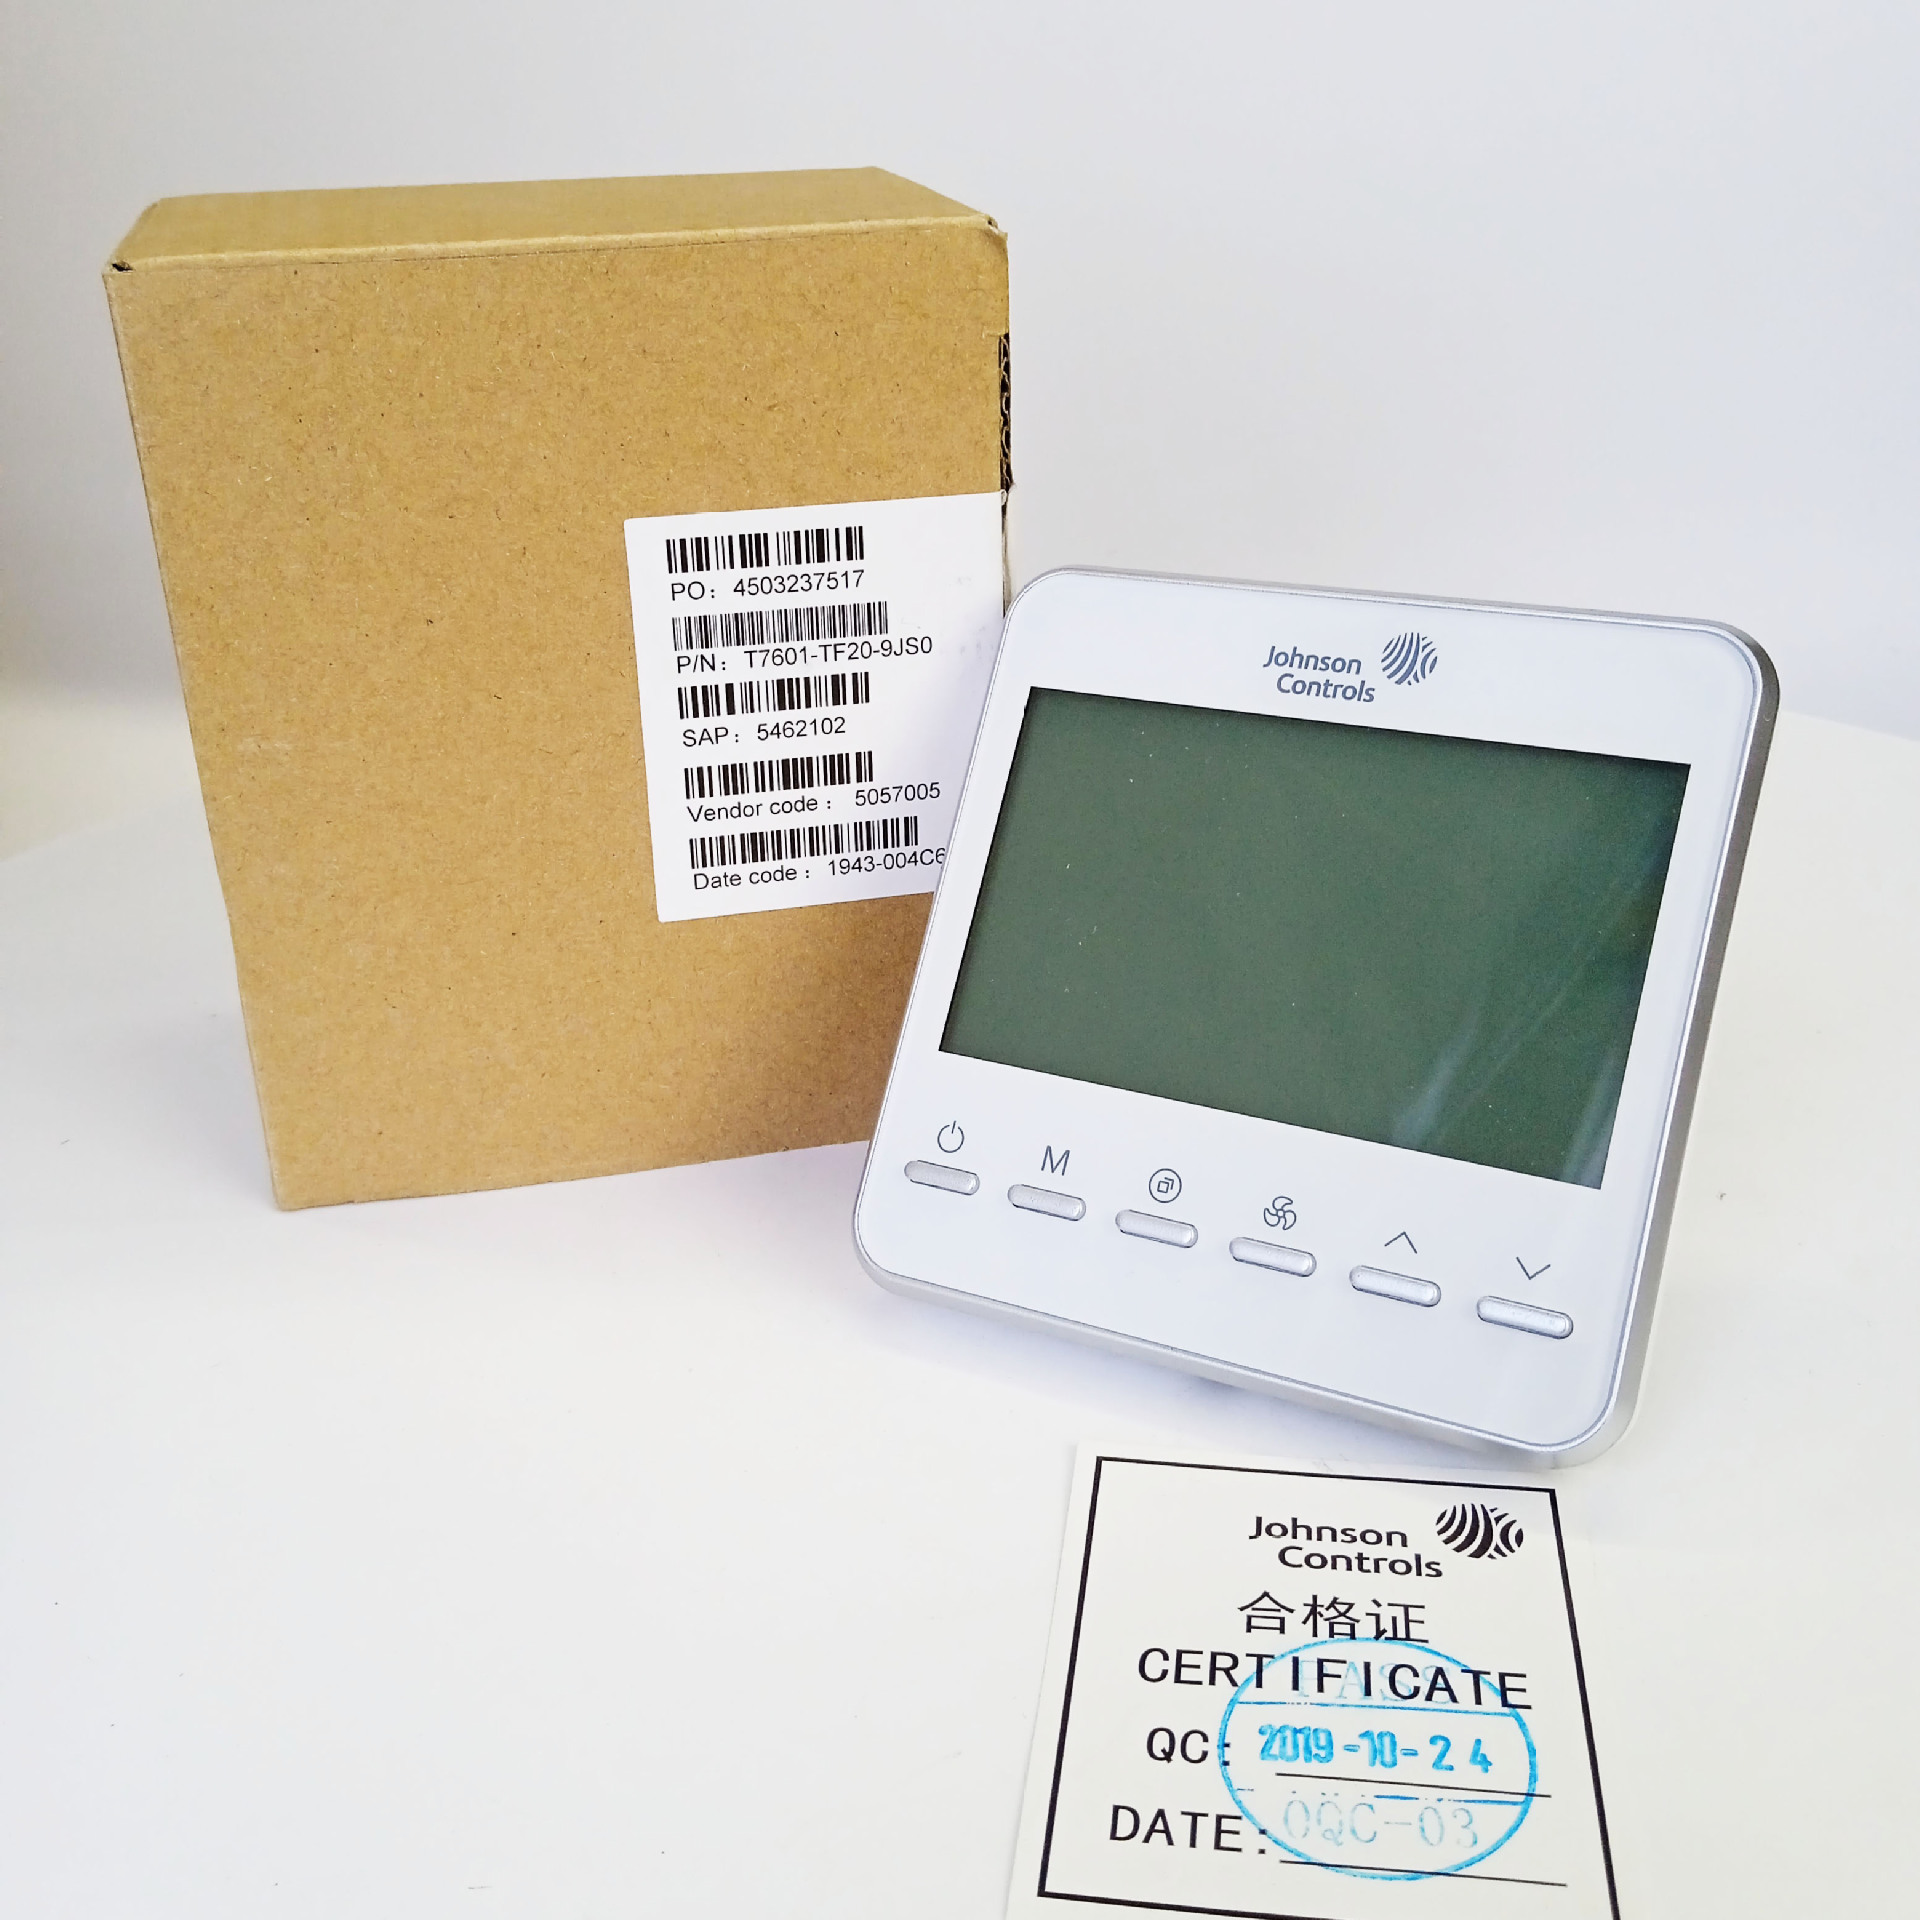 PO： 4503237517
P/N： T7601-TF20-9JS0
SAP： 5462102
Vendor code： 5057005
Date code： 1943-004C6
Johnson
Controls
M
Johnson
Controls
合格证
CERTIFICATE
PASS
QC: 2019-10-24
DATE: OQC-03